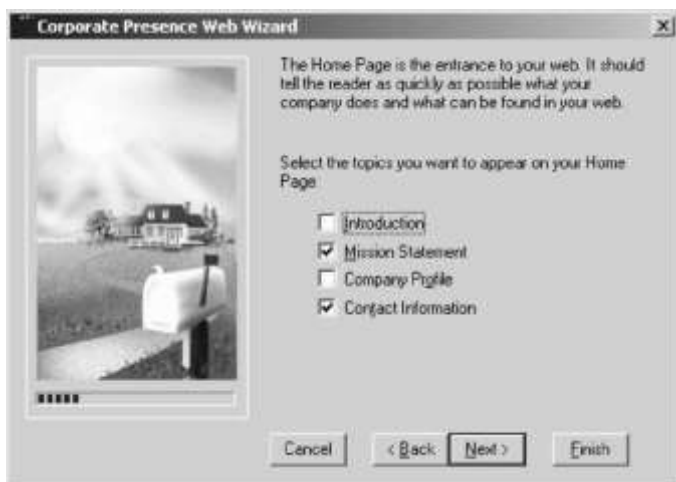 Corporate Presence Web Wizard
The Home Page is the entrance to your web. It should
tell the reader as quickly as possible what your
company does and what can be found in your web.
Select the topics you want to appear on your Home
Page
Introduction
Mission Statement
Company Profile
Contact Information
Cancel
< Back
Next >
Finish